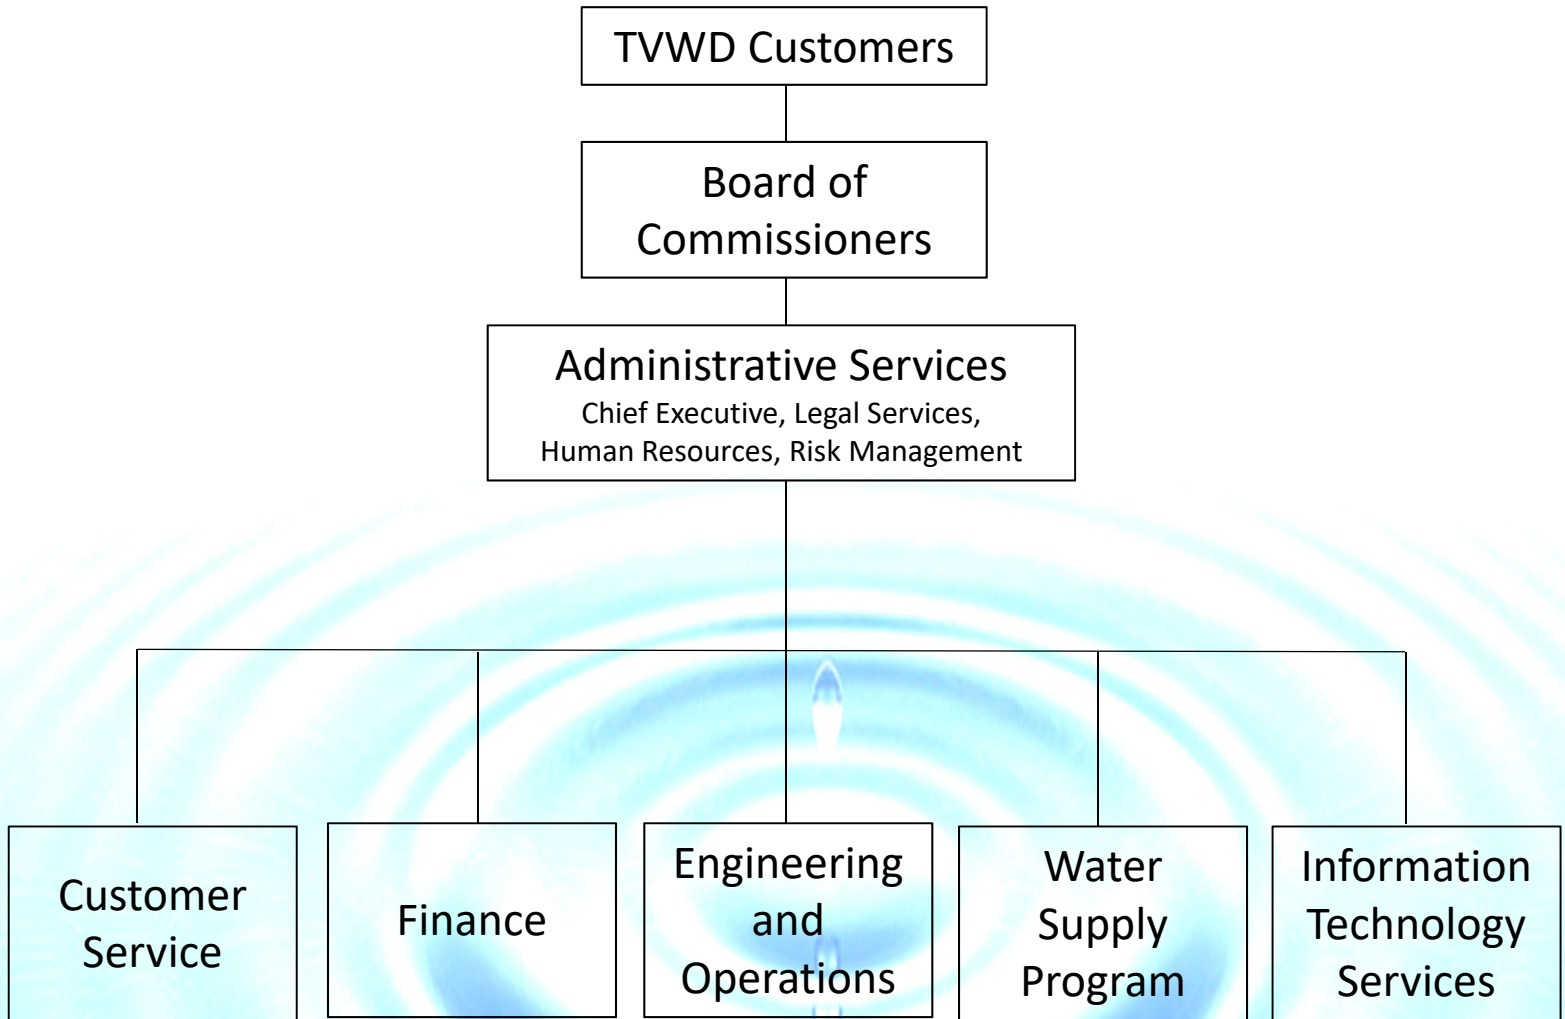 TVWD Customers
Board of
Commissioners
Administrative Services
Chief Executive, Legal Services,
Human Resources, Risk Management
Customer
Service
Finance
Engineering
and
Operations
Water
Supply
Program
Information
Technology
Services